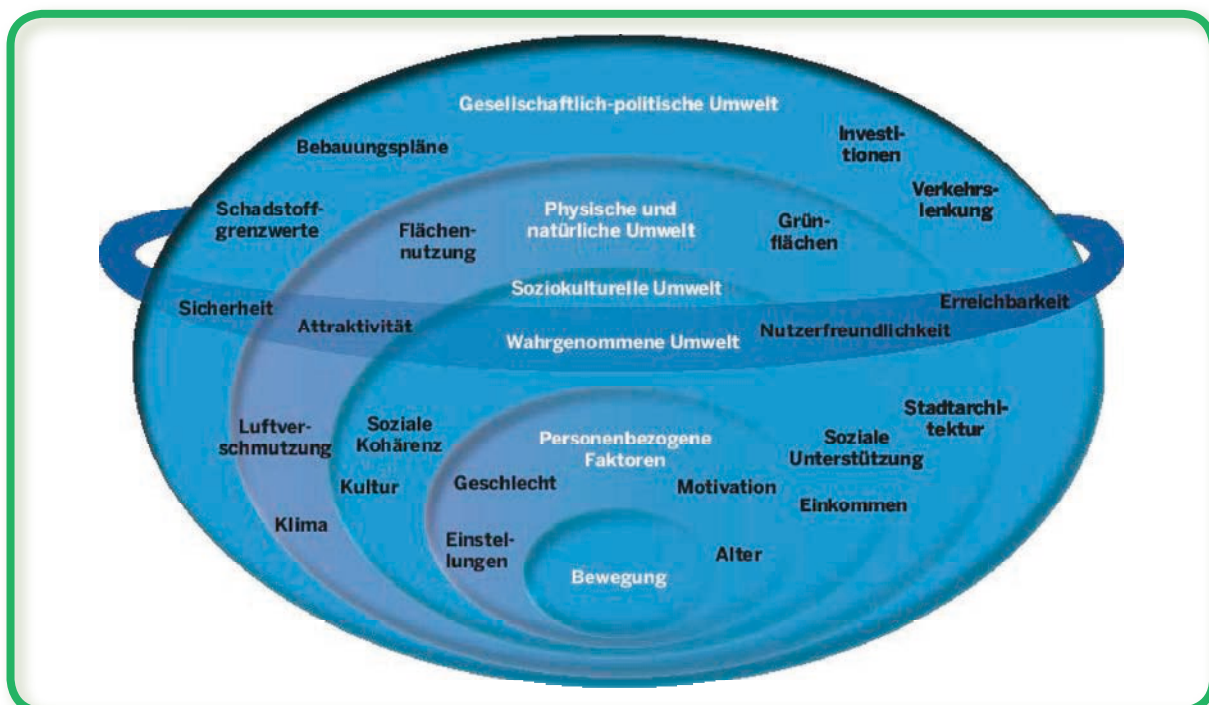 Gesellschaftlich-politische Umwelt
Bebauungspläne
Investi-
tionen
Verkehrs-
lenkung
Schadstoff-
grenzwerte
Physische und
natürliche Umwelt
Flächen-
nutzung
Grün-
flächen
Soziokulturelle Umwelt
Sicherheit
Attraktivität
Wahrgenommene Umwelt
Nutzerfreundlichkeit
Erreichbarkeit
Luftver-
schmutzung
Soziale
Kohärenz
Kultur
Klima
Personenbezogene
Faktoren
Geschlecht
Motivation
Einstel-
lungen
Alter
Bewegung
Soziale
Unterstützung
Einkommen
Stadtarchi-
tektur